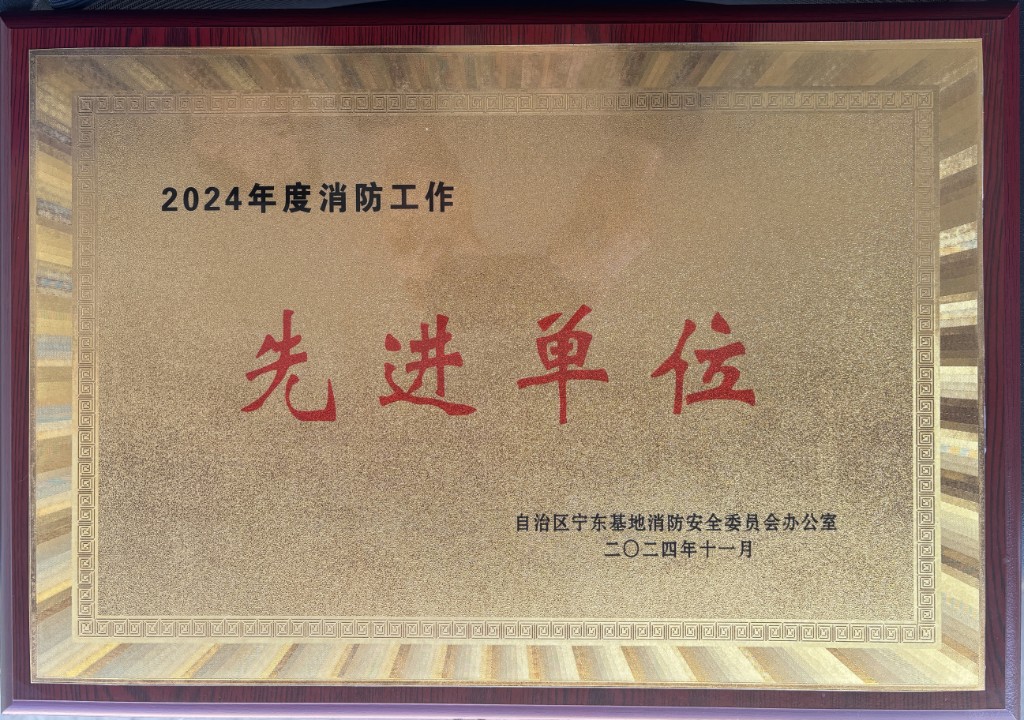 2024年度消防工作
先进单位
自治区宁东基地消防安全委员会办公室
二〇二四年十一月